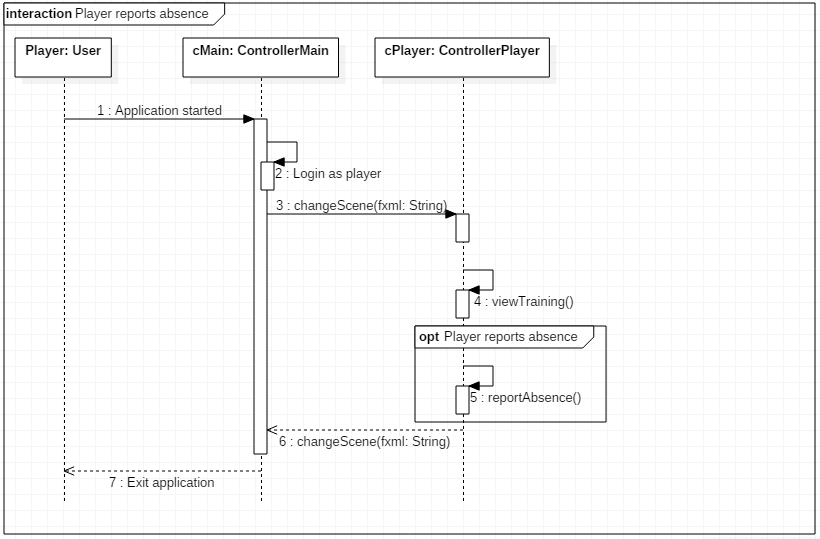 interaction Player reports absence
Player: User
cMain: ControllerMain
cPlayer: ControllerPlayer
1 : Application started
2 : Login as player
3 : changeScene(fxml: String)
4 : viewTraining()
opt Player reports absence
5 : reportAbsence()
6 : changeScene(fxml: String)
7 : Exit application